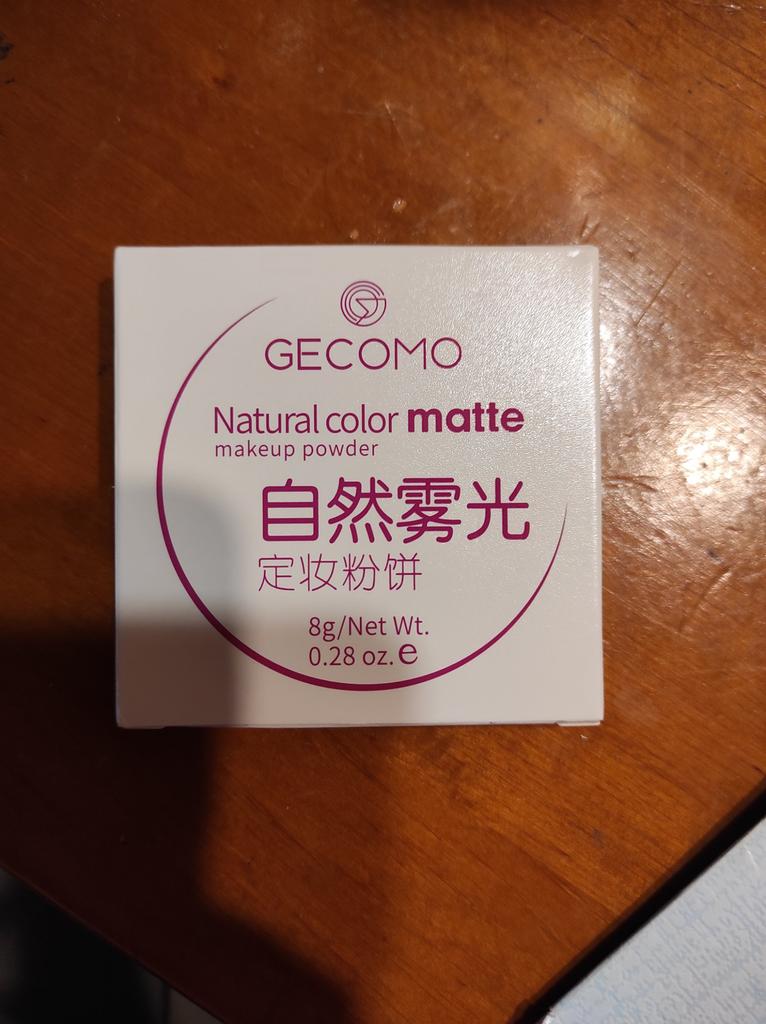 GECOMO
Natural color matte
makeup powder
自然雾光
定妆粉饼
8g/Net Wt.
0.28 oz. e